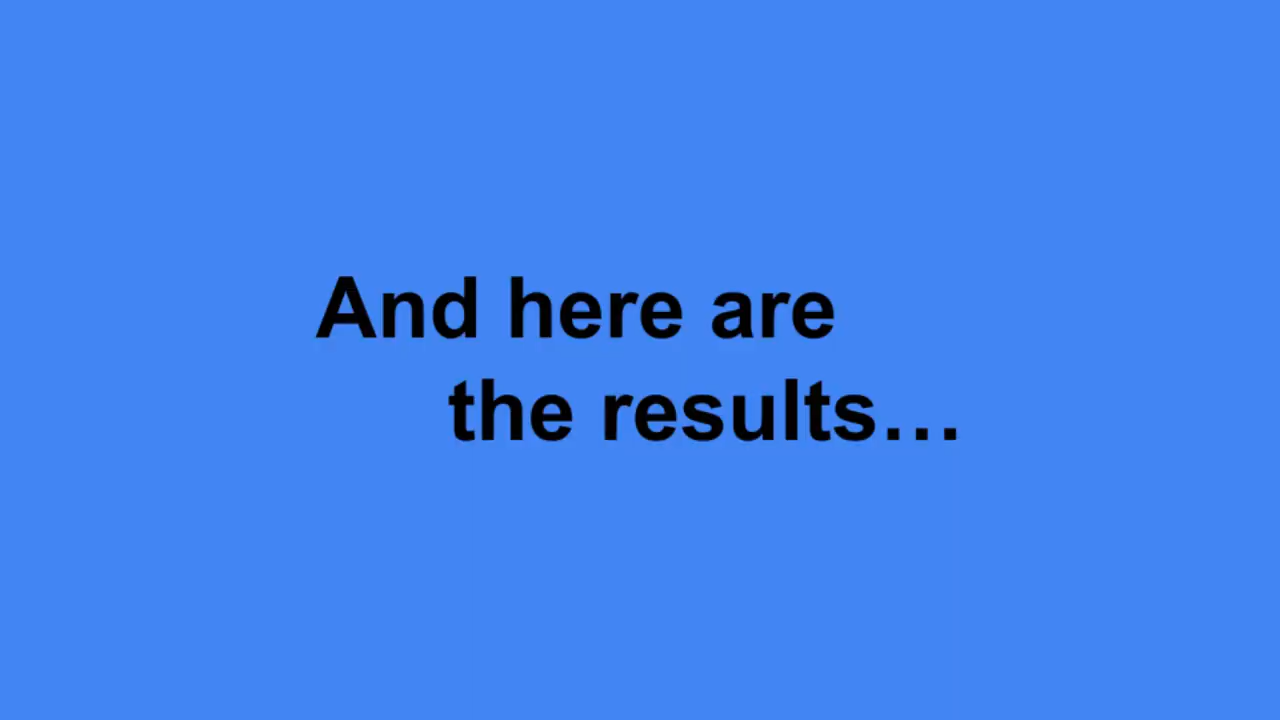 And here are
the results…